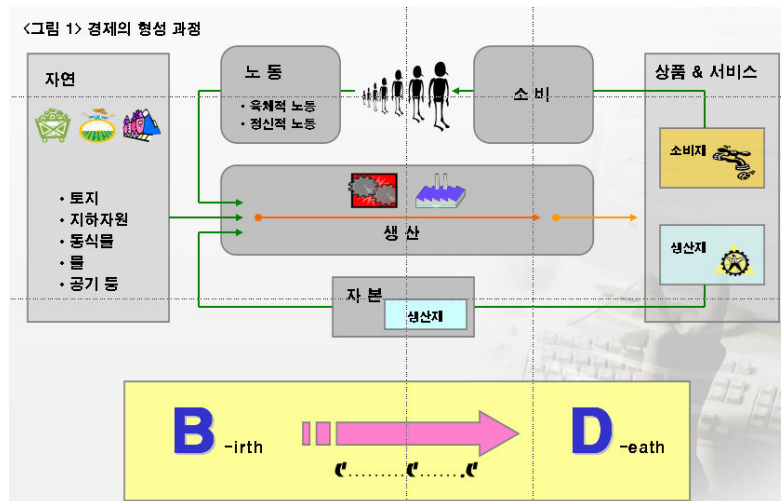 <그림 1> 경제의 형성 과정
자연
• 토지
• 지하자원
• 동식물
• 물
• 공기 등
노 동
• 육체적 노동
• 정신적 노동
소 비
상품 & 서비스
소비재
생산재
생 산
자 본
생산재
B -irth
D -eath